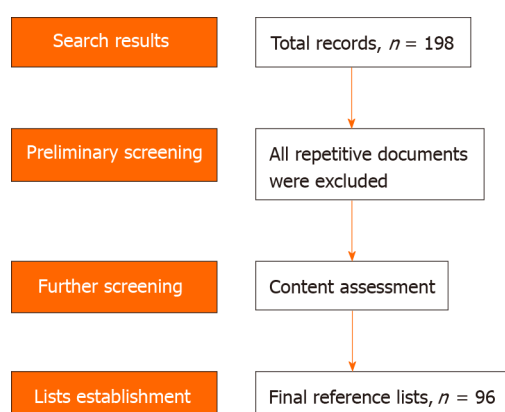 Search results
Total records, n = 198
Preliminary screening
All repetitive documents
were excluded
Further screening
Content assessment
Lists establishment
Final reference lists, n = 96